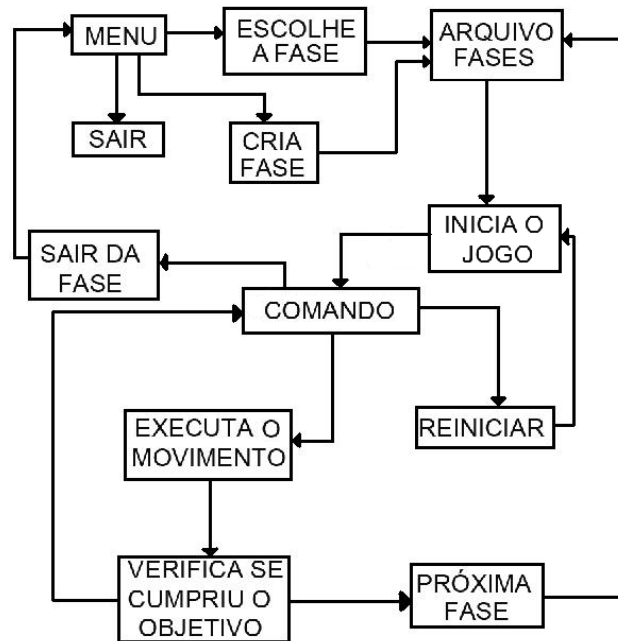 MENU
ESCOLHE
A FASE
ARQUIVO
FASES
SAIR
CRIA
FASE
INICIA O
JOGO
SAIR DA
FASE
COMANDO
EXECUTA O
MOVIMENTO
REINICIAR
VERIFICA SE
CUMPRIU O
OBJETIVO
PRÓXIMA
FASE